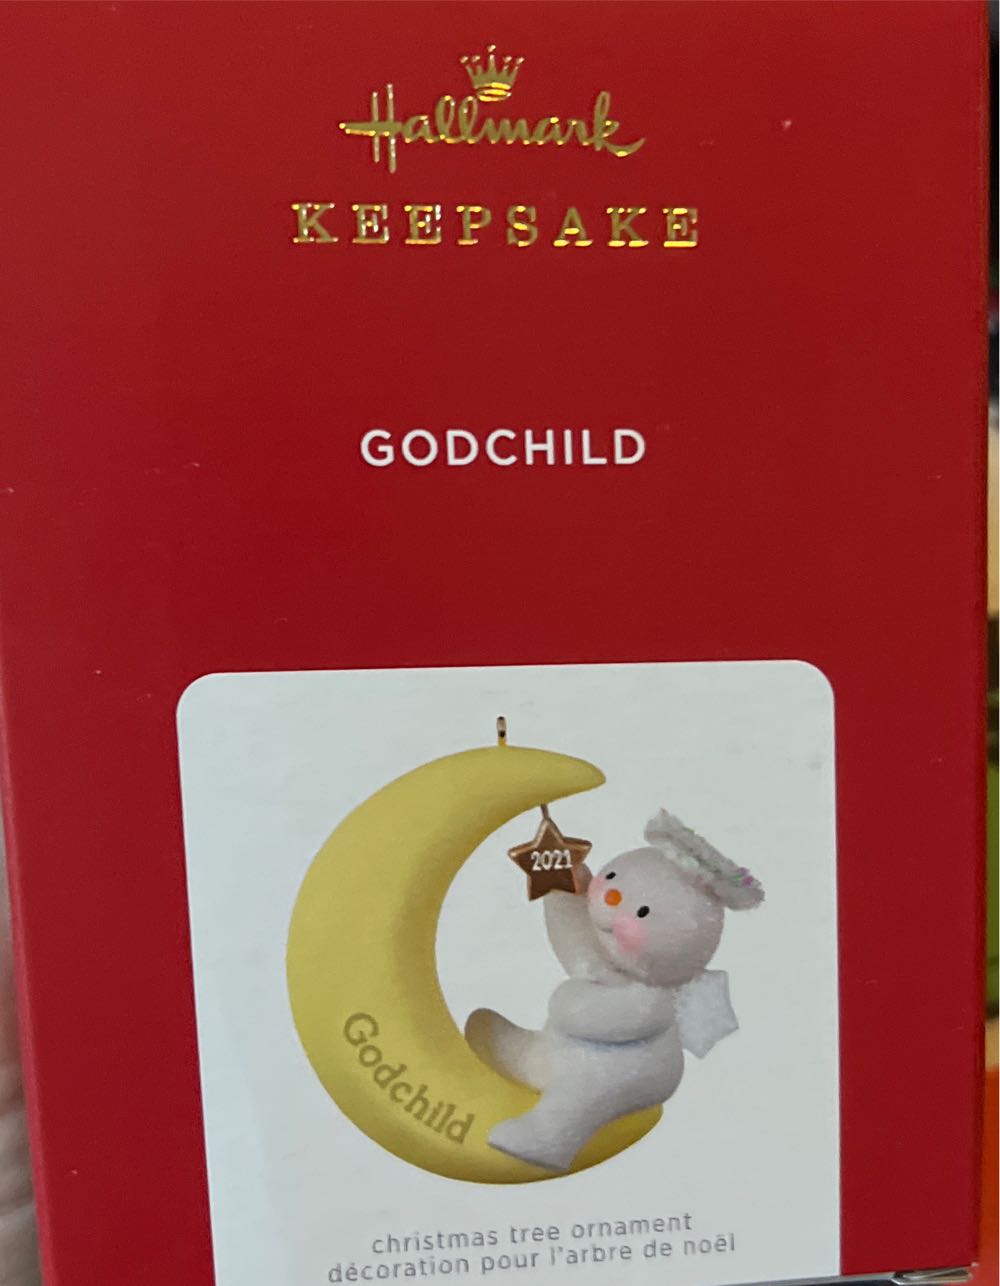 Hallmark
KEEPSAKE
GODCHILD
2021
Godchild
christmas tree ornament
décoration pour l'arbre de noël